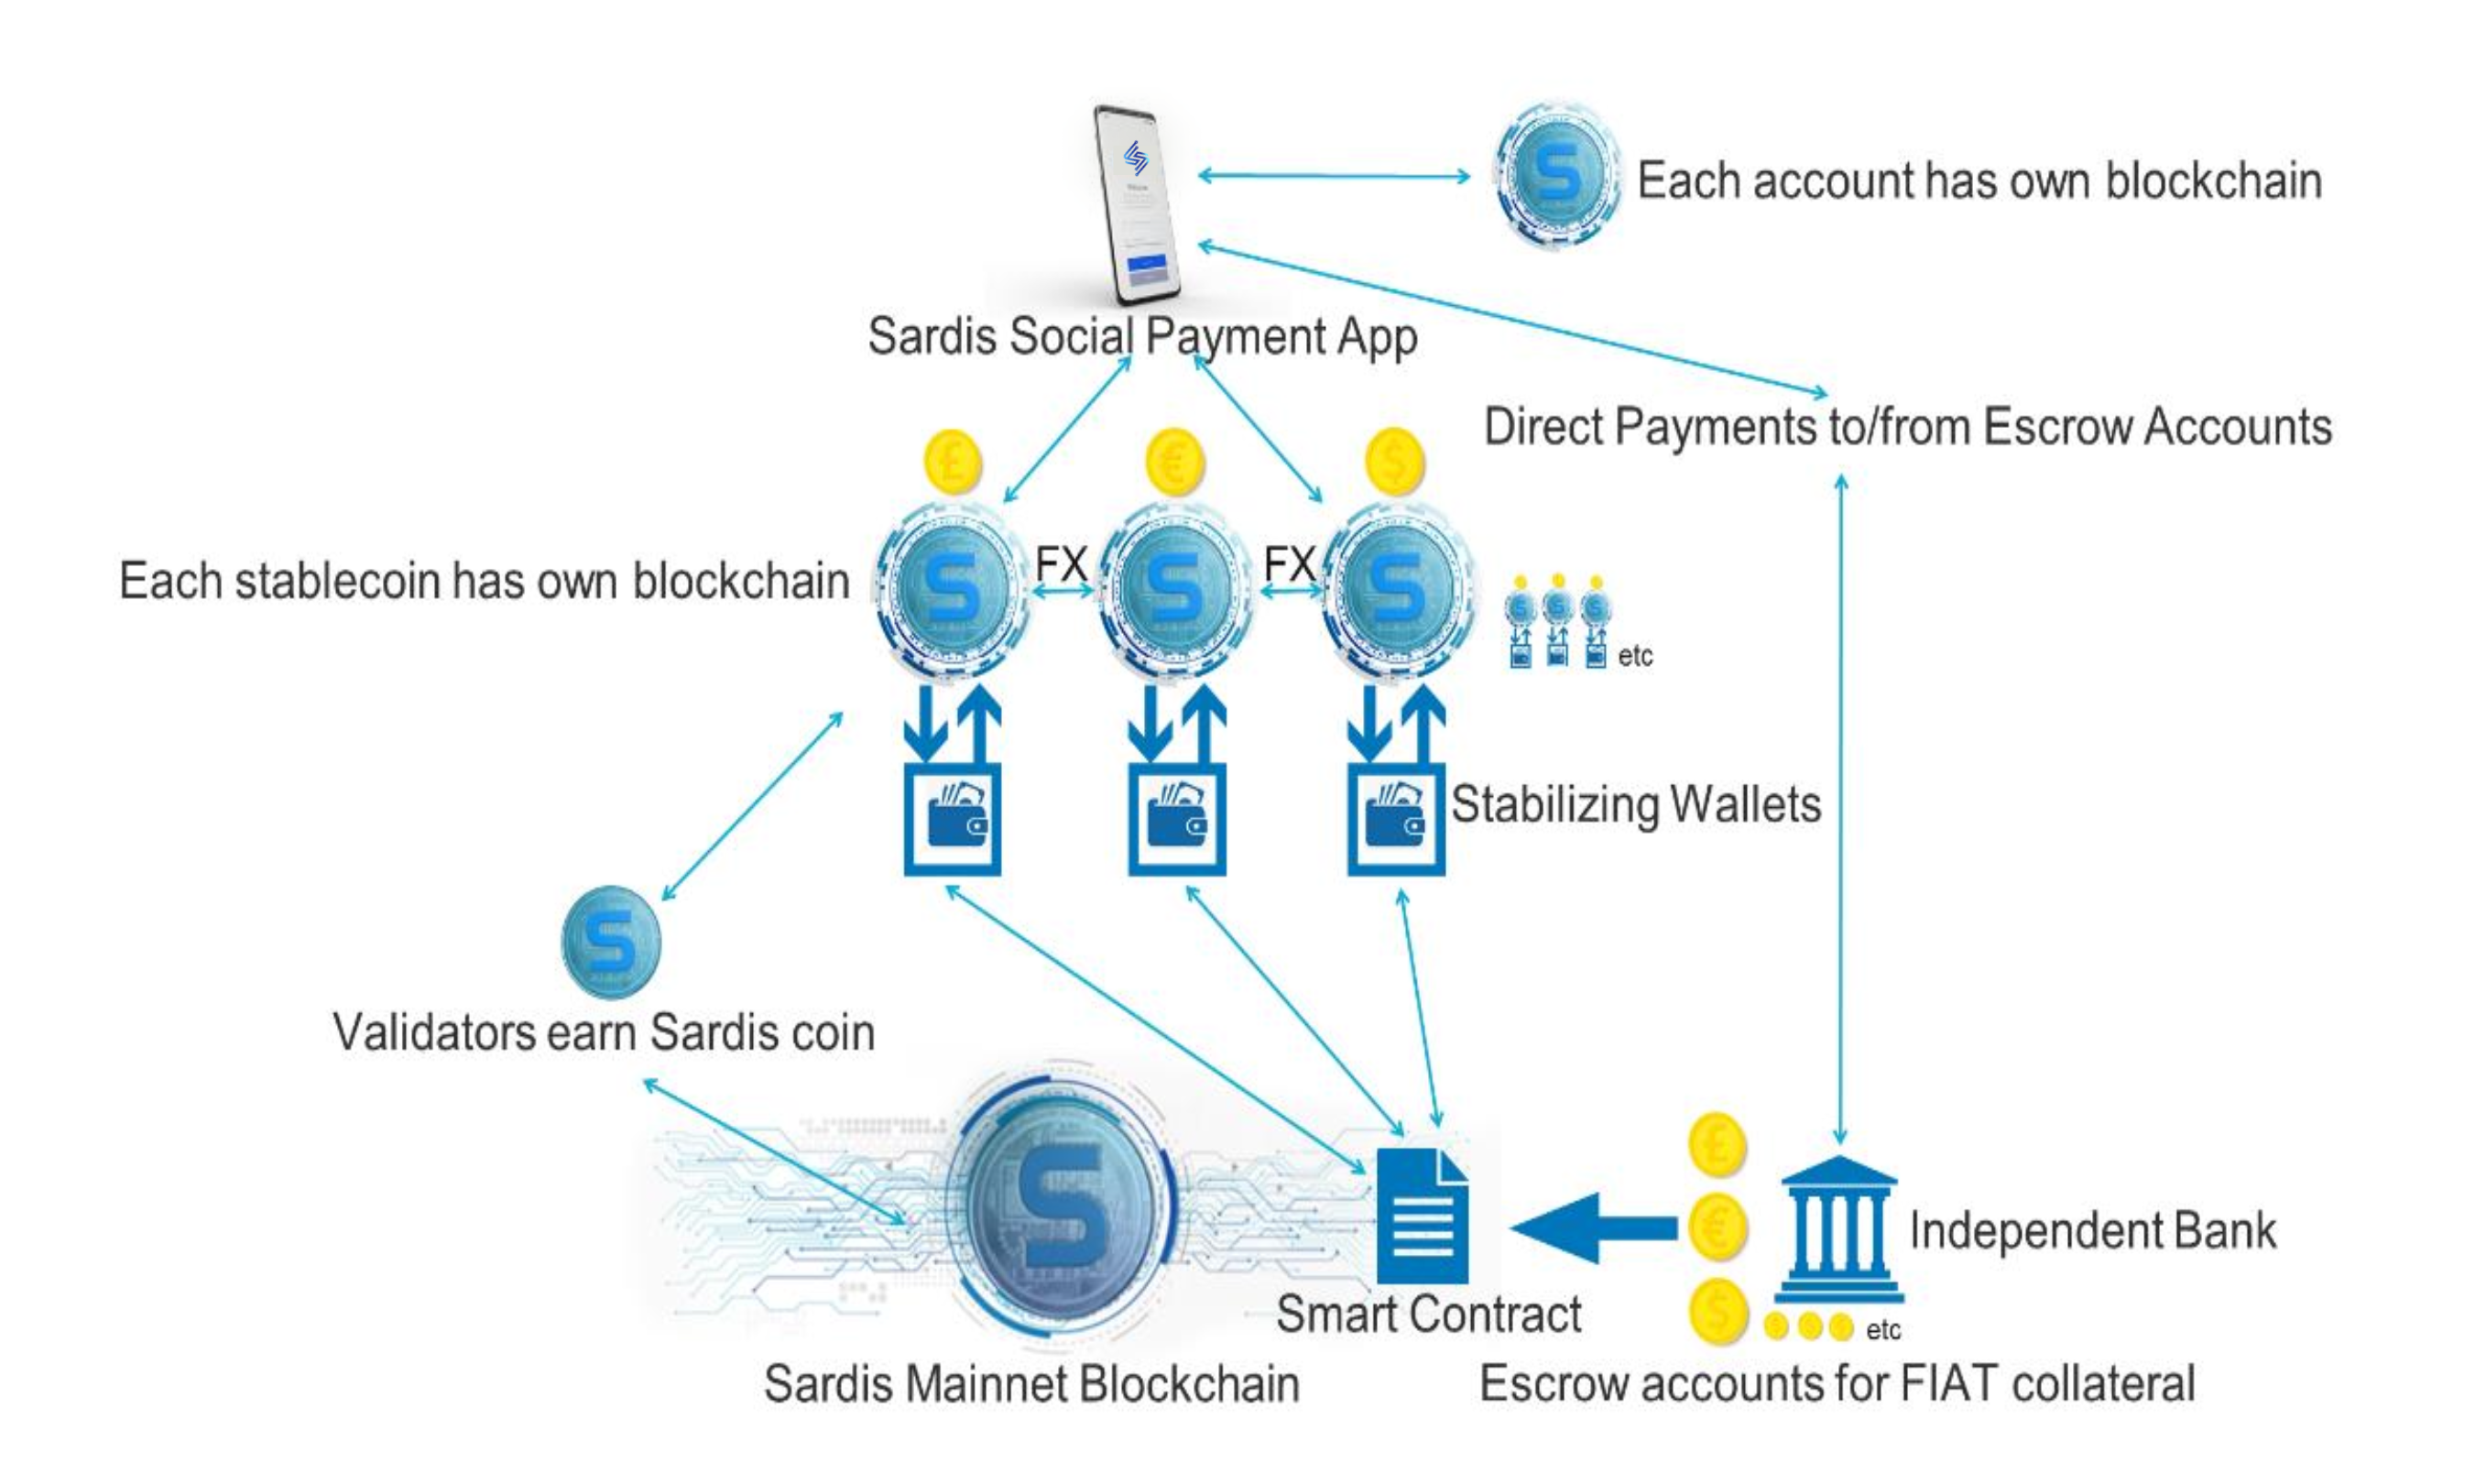 Each account has own blockchain
Sardis Social Payment App
Direct Payments to/from Escrow Accounts
£
€
$
Each stablecoin has own blockchain
S
FX
S
FX
S
etc
Stabilizing Wallets
S
Validators earn Sardis coin
S
£
€
$
Independent Bank
Smart Contract
etc
Sardis Mainnet Blockchain
Escrow accounts for FIAT collateral